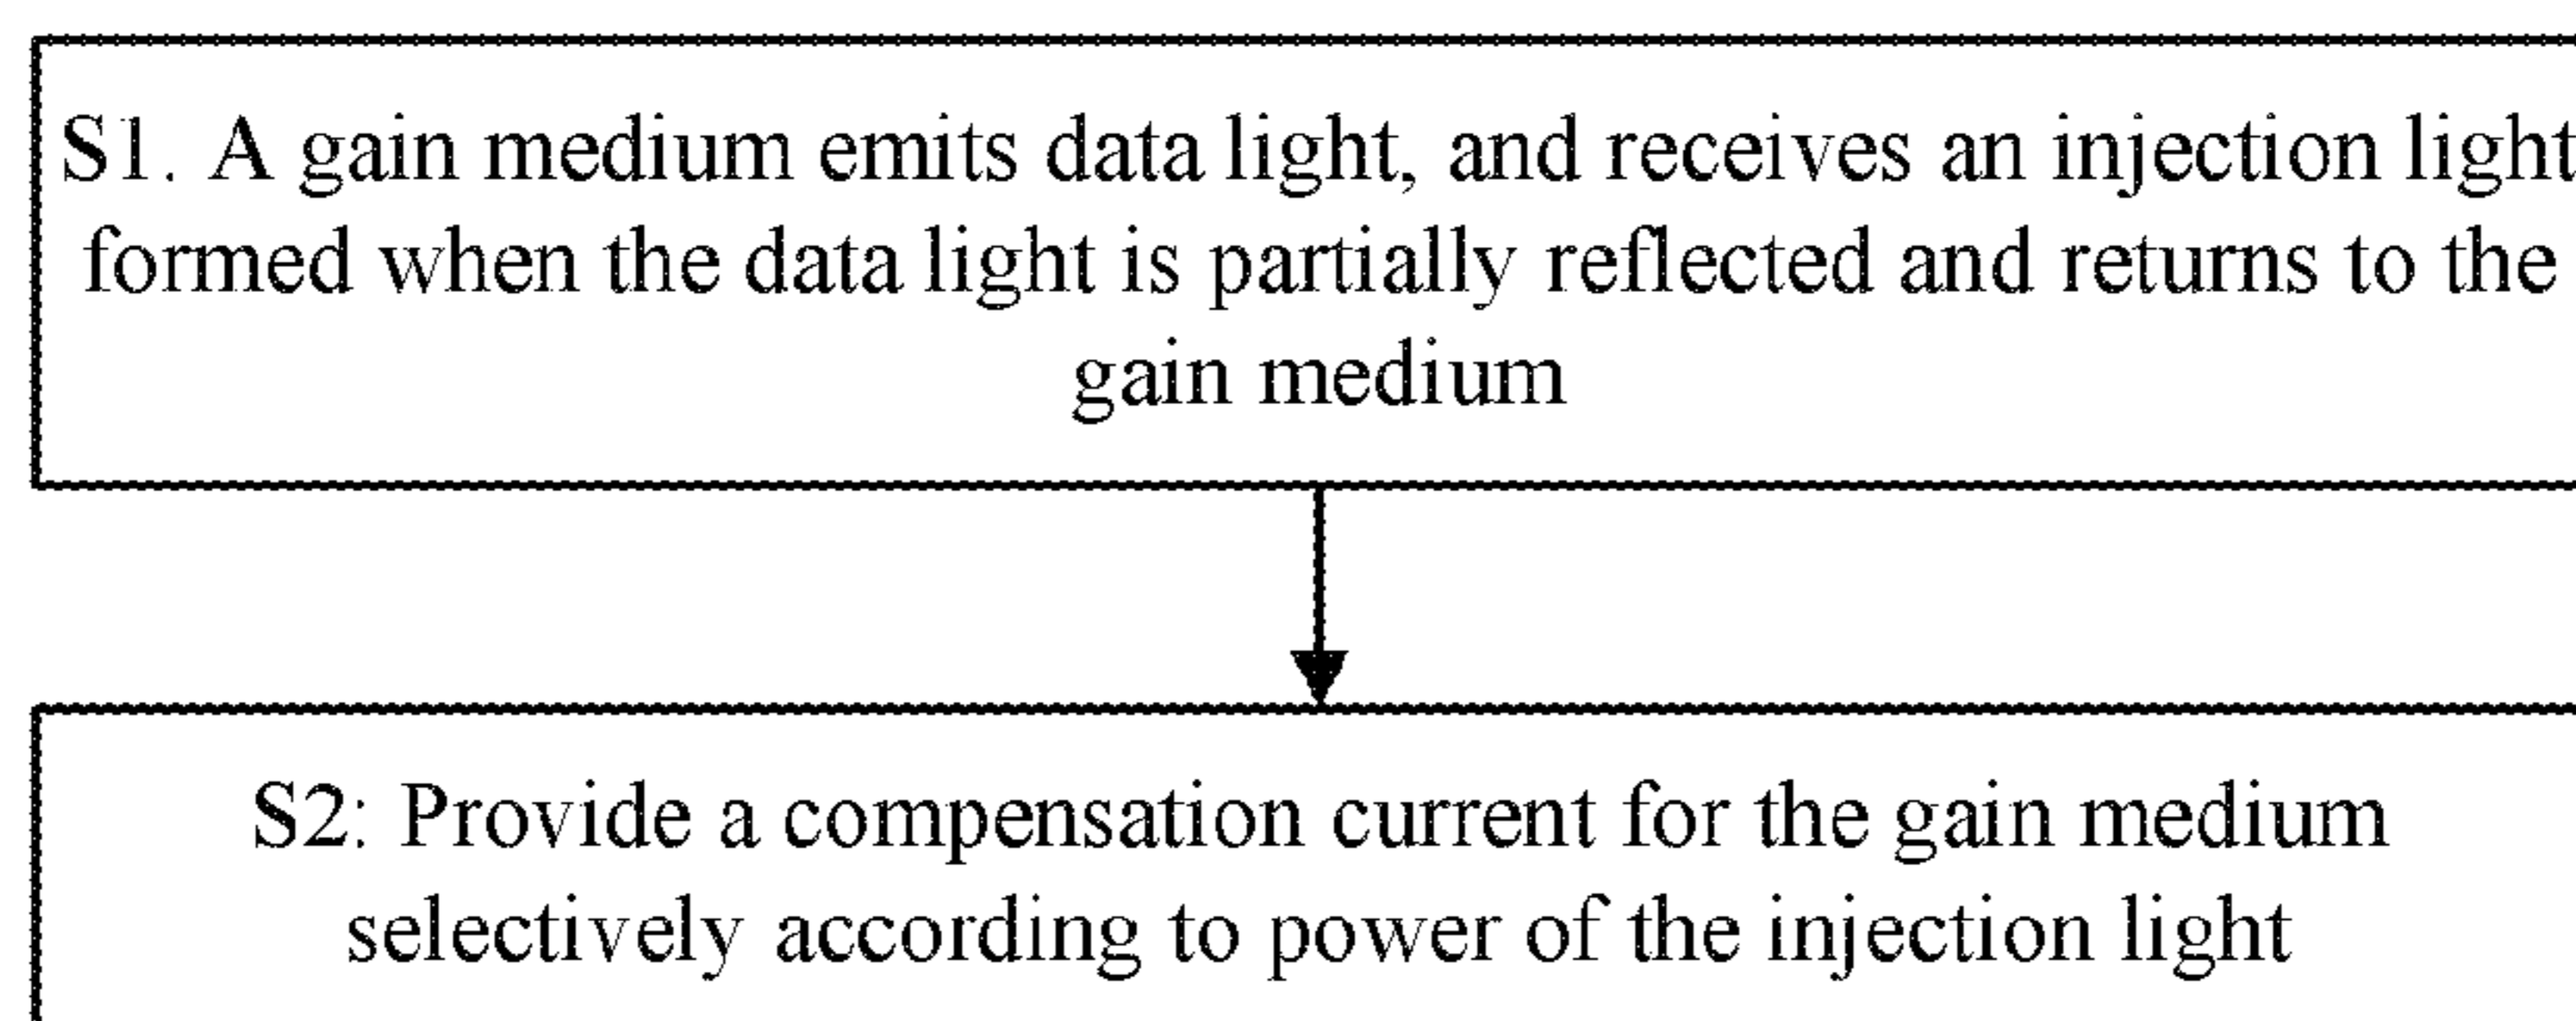 S1. A gain medium emits data light, and receives an injection light
formed when the data light is partially reflected and returns to the
gain medium
S2: Provide a compensation current for the gain medium
selectively according to power of the injection light